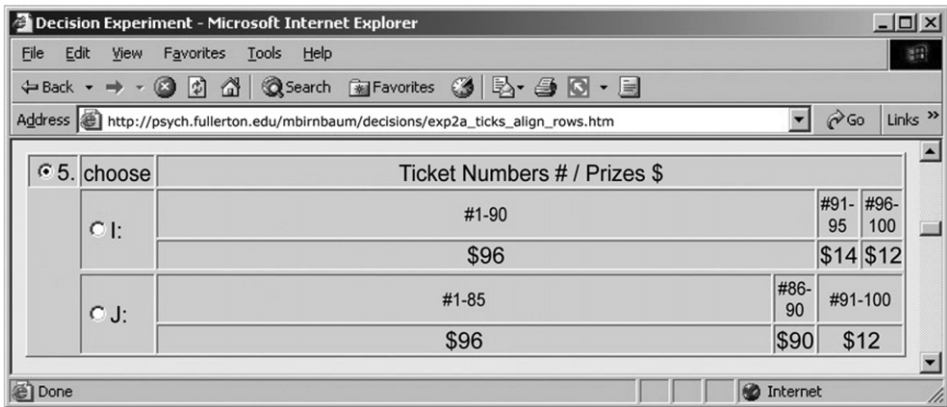 Decision Experiment - Microsoft Internet Explorer
File Edit View Favorites Tools Help
Back Search Favorites
Address http://psych.fullerton.edu/mbirnbaum/decisions/exp2a_ticks_align_rows.htm Go Links »
5. choose Ticket Numbers # / Prizes $
I: #1-90 #91-95 #96-100
$96 $14 $12
J: #1-85 #86-90 #91-100
$96 $90 $12
Done Internet